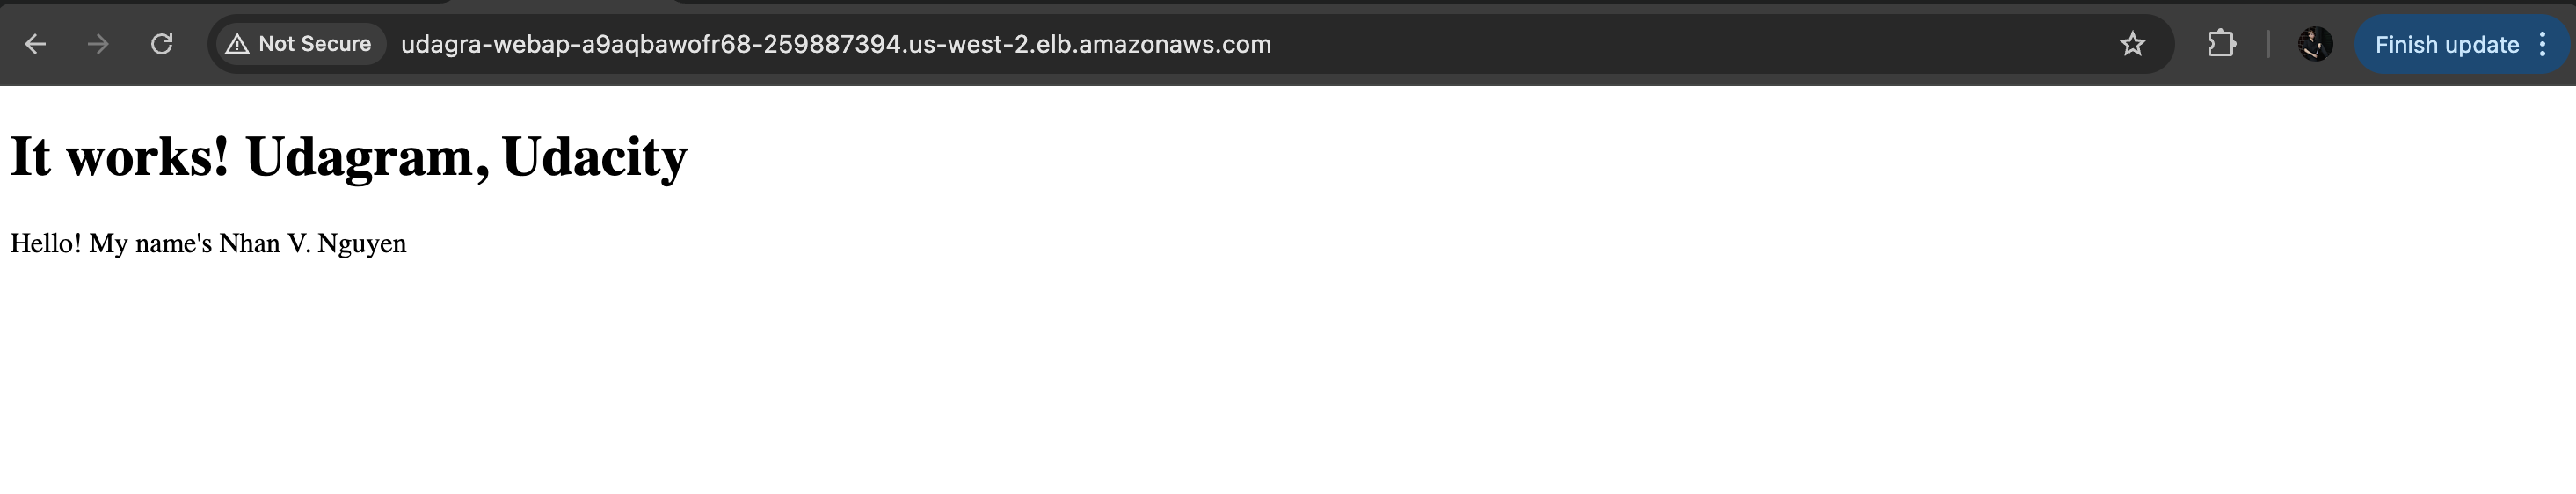 Not Secure udagra-webap-a9aqbawofr68-259887394.us-west-2.elb.amazonaws.com Finish update
It works! Udagram, Udacity
Hello! My name's Nhan V. Nguyen